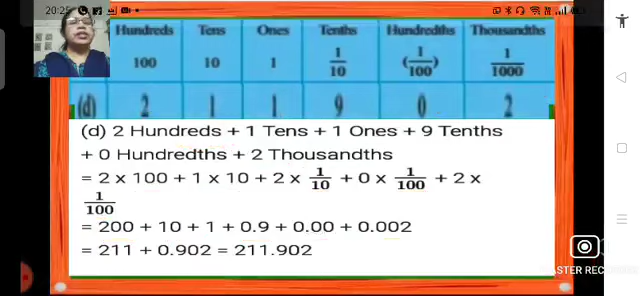 20:25
Hundreds Tens Ones Tenths Hundredths Thousandths
100 10 1 1/10 (1/100) 1/1000
(d) 2 1 1 9 0 2
(d) 2 Hundreds + 1 Tens + 1 Ones + 9 Tenths
+ 0 Hundredths + 2 Thousandths
= 2 x 100 + 1 x 10 + 2 x 1/10 + 0 x 1/100 + 2 x
1/100
= 200 + 10 + 1 + 0.9 + 0.00 + 0.002
= 211 + 0.902 = 211.902